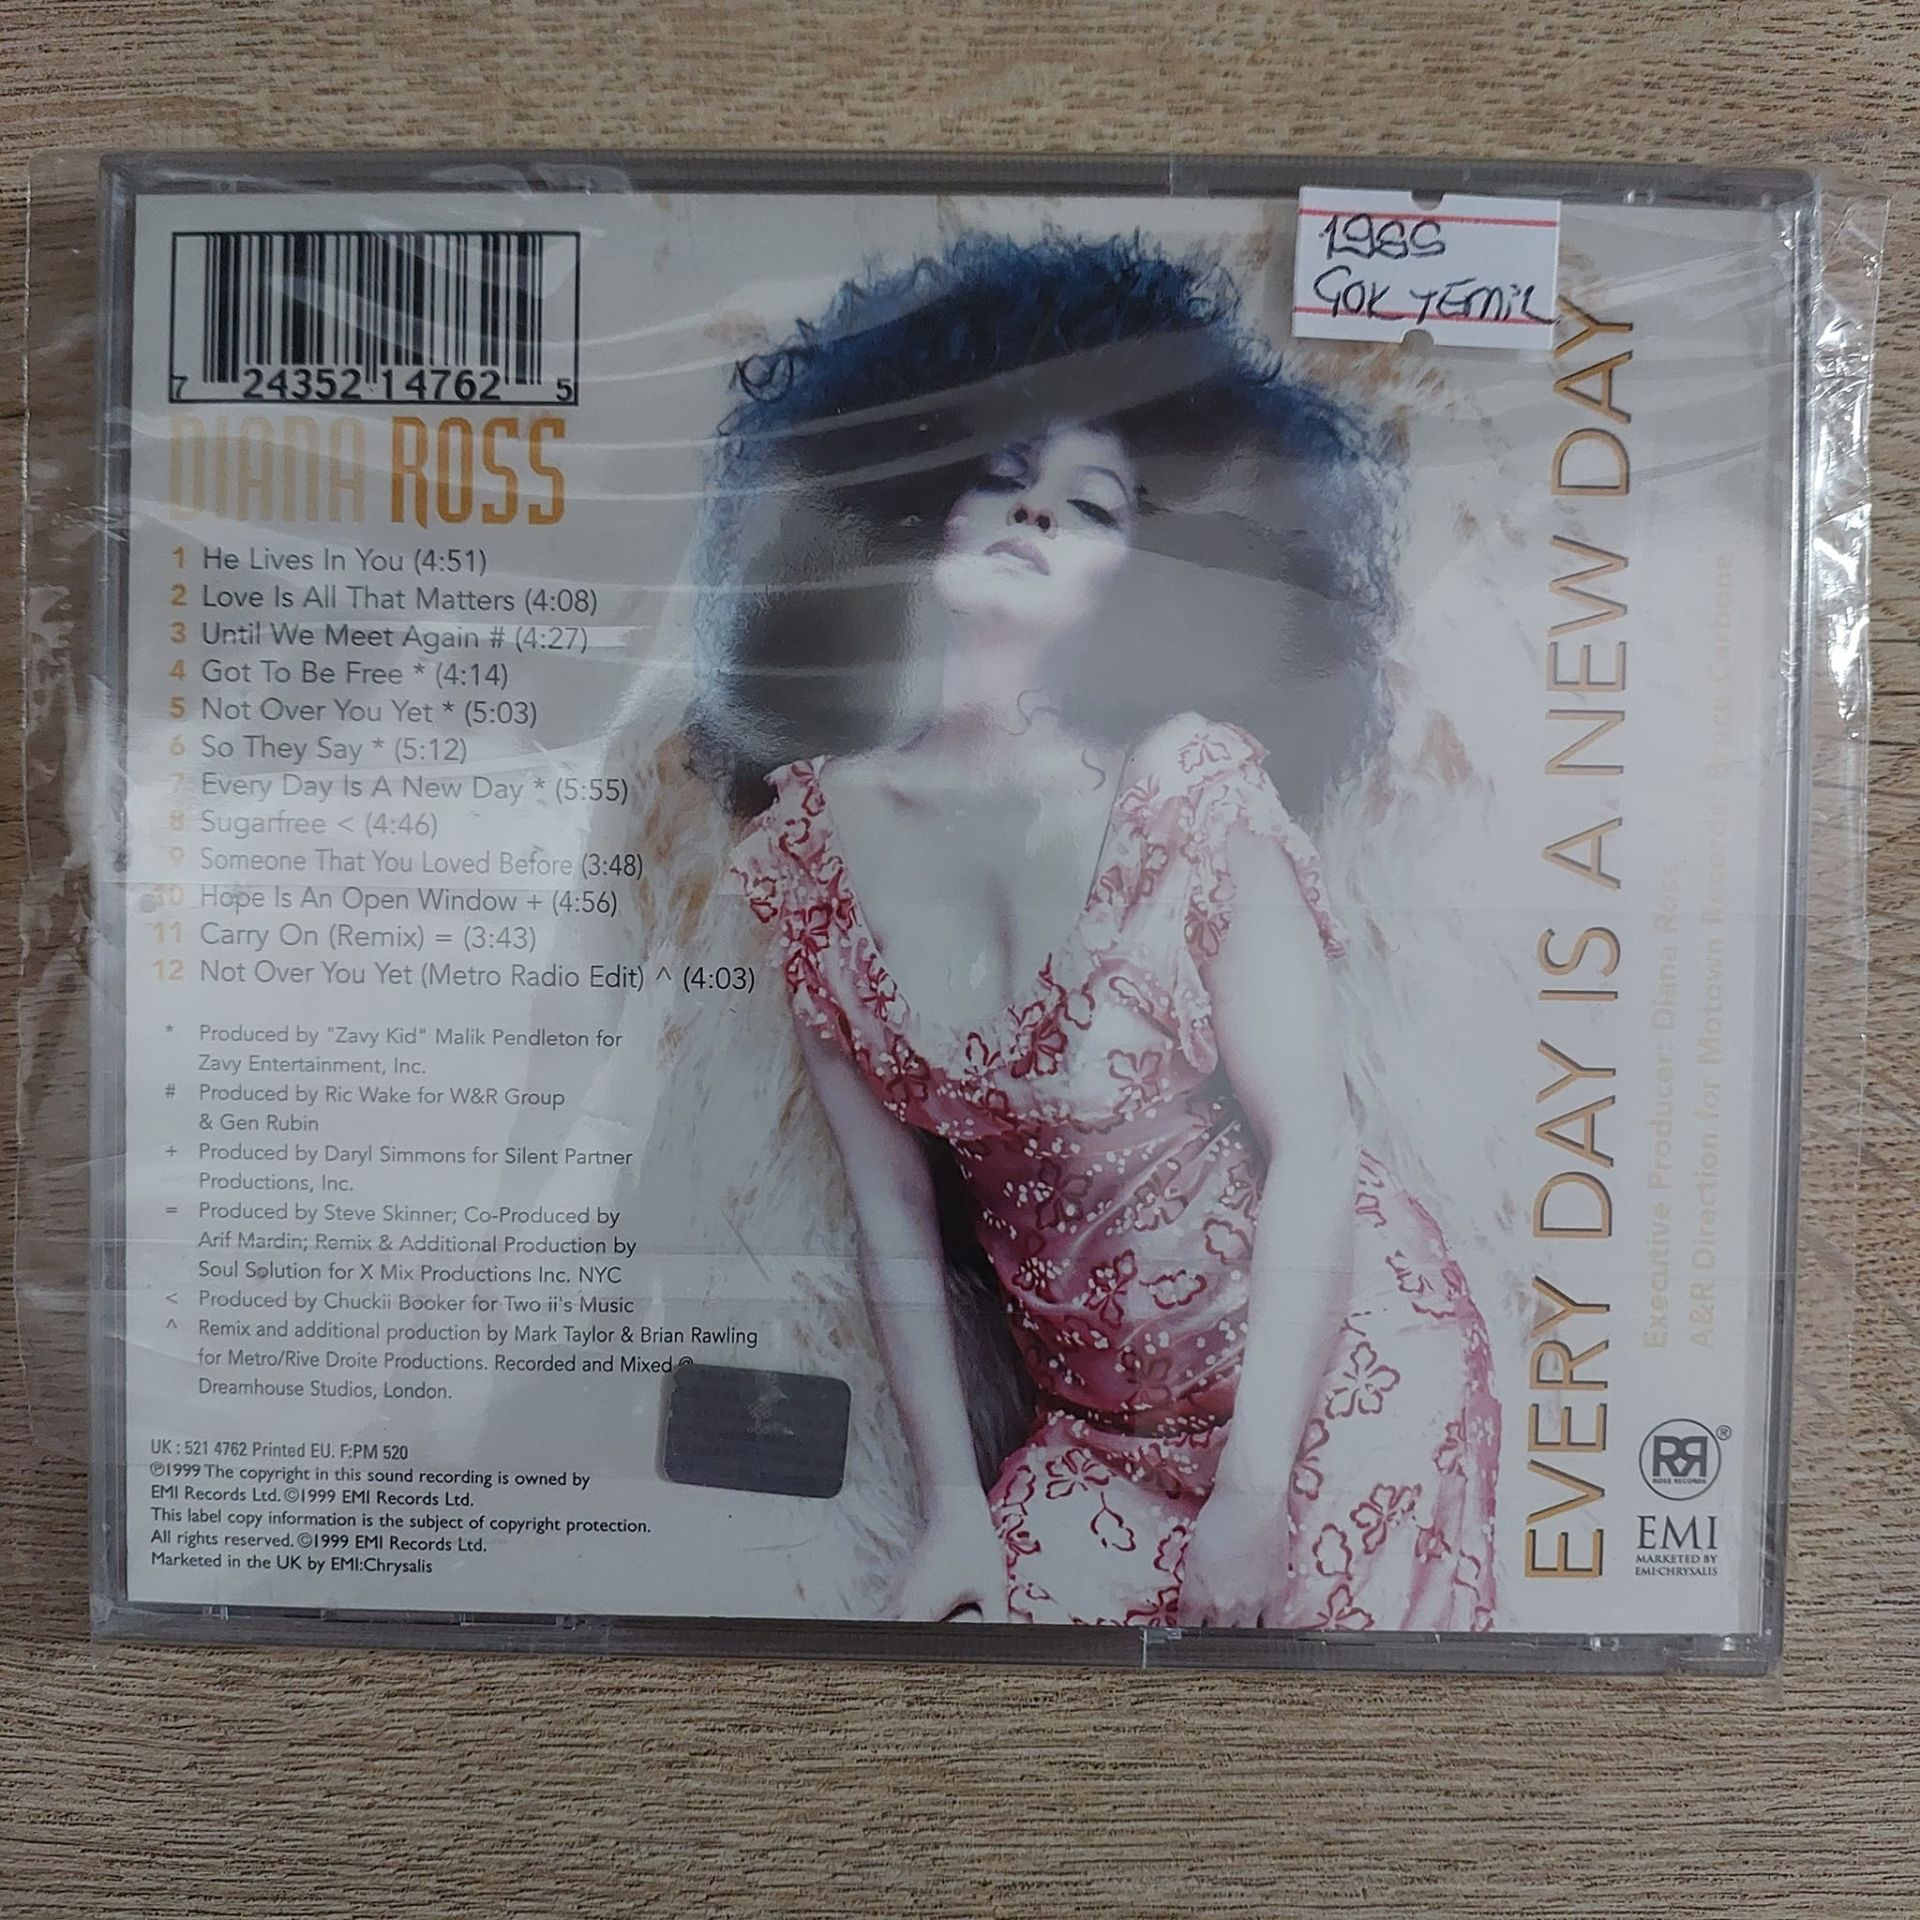 7 24352 14762 5
DIANA ROSS
1 He Lives In You (4:51)
2 Love Is All That Matters (4:08)
3 Until We Meet Again # (4:27)
4 Got To Be Free * (4:14)
5 Not Over You Yet * (5:03)
6 So They Say * (5:12)
7 Every Day Is A New Day * (5:55)
8 Sugarfree < (4:46)
9 Someone That You Loved Before (3:48)
10 Hope Is An Open Window + (4:56)
11 Carry On (Remix) = (3:43)
12 Not Over You Yet (Metro Radio Edit) ^ (4:03)
* Produced by "Zavy Kid" Malik Pendleton for
Zavy Entertainment, Inc.
# Produced by Ric Wake for W&R Group
& Gen Rubin
+ Produced by Daryl Simmons for Silent Partner
Productions, Inc.
= Produced by Steve Skinner; Co-Produced by
Arif Mardin; Remix & Additional Production by
Soul Solution for X Mix Productions Inc. NYC
< Produced by Chuckii Booker for Two ii's Music
^ Remix and additional production by Mark Taylor & Brian Rawling
for Metro/Rive Droite Productions. Recorded and Mixed @
Dreamhouse Studios, London.
UK : 521 4762 Printed EU. F:PM 520
℗1999 The copyright in this sound recording is owned by
EMI Records Ltd. ©1999 EMI Records Ltd.
This label copy information is the subject of copyright protection.
All rights reserved. ©1999 EMI Records Ltd.
Marketed in the UK by EMI:Chrysalis
GOK TEMiL
EVERY DAY IS A NEW DAY
Executive Producer: Diana Ross
A&R Direction for Motown Records: Bryce Carbone
RR ®
ROSS RECORDS
EMI
MARKETED BY
EMI:CHRYSALIS